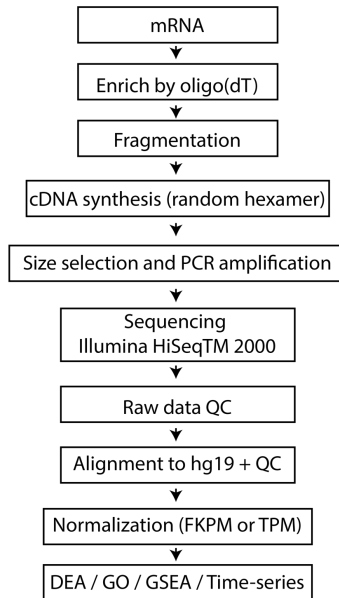 mRNA
Enrich by oligo(dT)
Fragmentation
cDNA synthesis (random hexamer)
Size selection and PCR amplification
Sequencing
Illumina HiSeqTM 2000
Raw data QC
Alignment to hg19 + QC
Normalization (FKPM or TPM)
DEA / GO / GSEA / Time-series